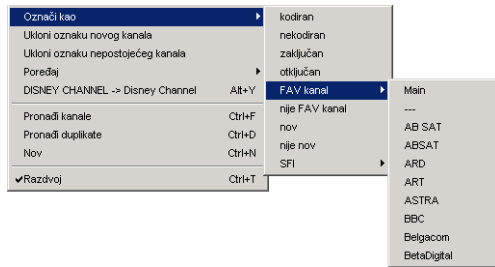 Označi kao
Ukloni oznaku novog kanala
Ukloni oznaku nepostojećeg kanala
Poređaj
DISNEY CHANNEL -> Disney Channel Alt+Y
Pronađi kanale Ctrl+F
Pronađi duplikate Ctrl+D
Nov Ctrl+N
Razdvoj Ctrl+T
kodiran
nekodiran
zaključan
otključan
FAV kanal
nije FAV kanal
nov
nije nov
SFI
Main
---
AB SAT
ABSAT
ARD
ART
ASTRA
BBC
Belgacom
BetaDigital